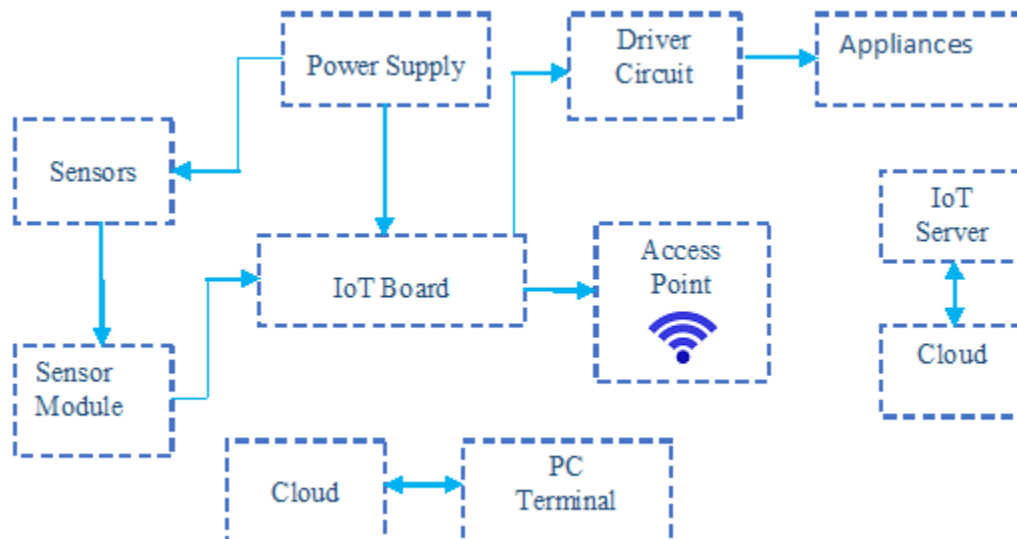 Power Supply
Driver
Circuit
Appliances
Sensors
IoT
Server
IoT Board
Access
Point
Sensor
Module
Cloud
Cloud
PC
Terminal